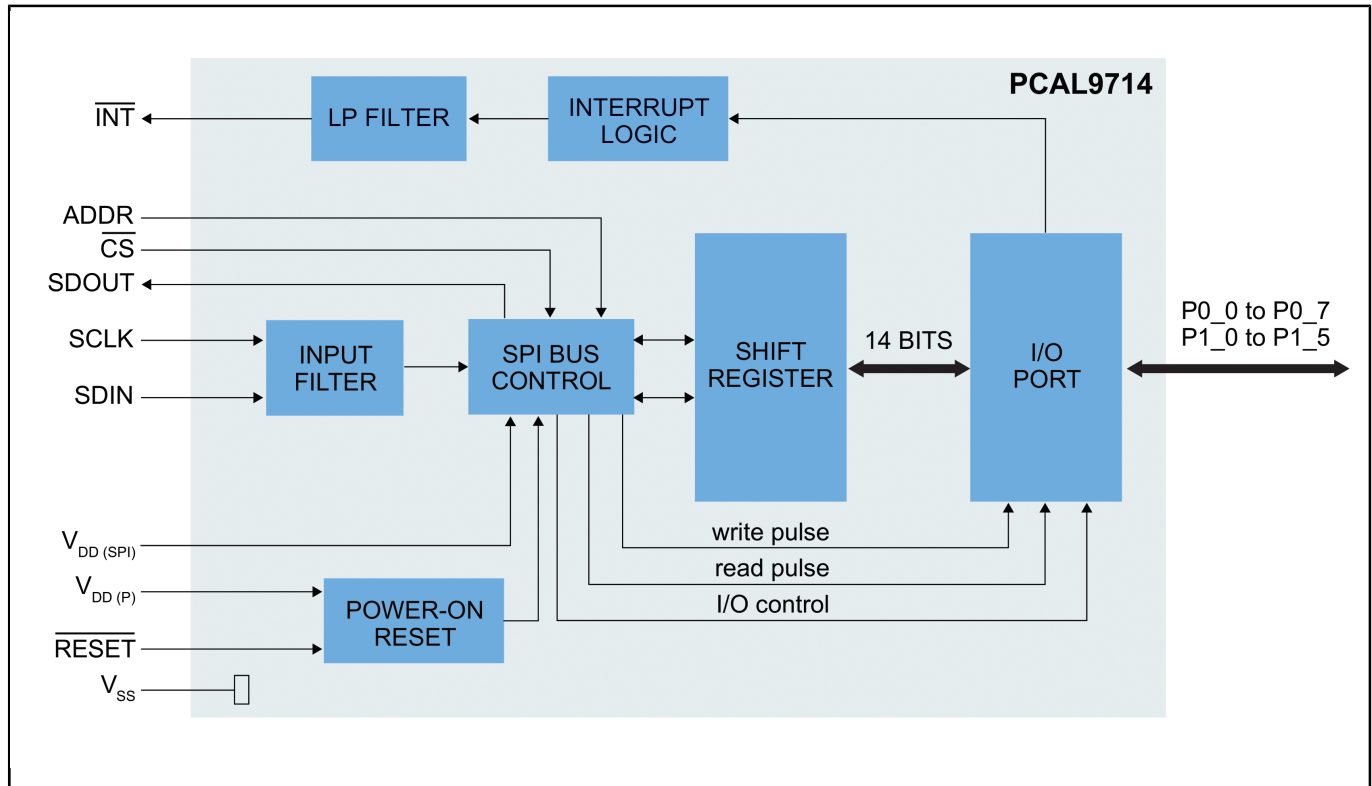 PCAL9714
INT
LP FILTER
INTERRUPT
LOGIC
ADDR
CS
SDOUT
SCLK
SDIN
INPUT
FILTER
SPI BUS
CONTROL
SHIFT
REGISTER
14 BITS
I/O
PORT
P0_0 to P0_7
P1_0 to P1_5
write pulse
read pulse
I/O control
VDD (SPI)
VDD (P)
RESET
POWER-ON
RESET
VSS